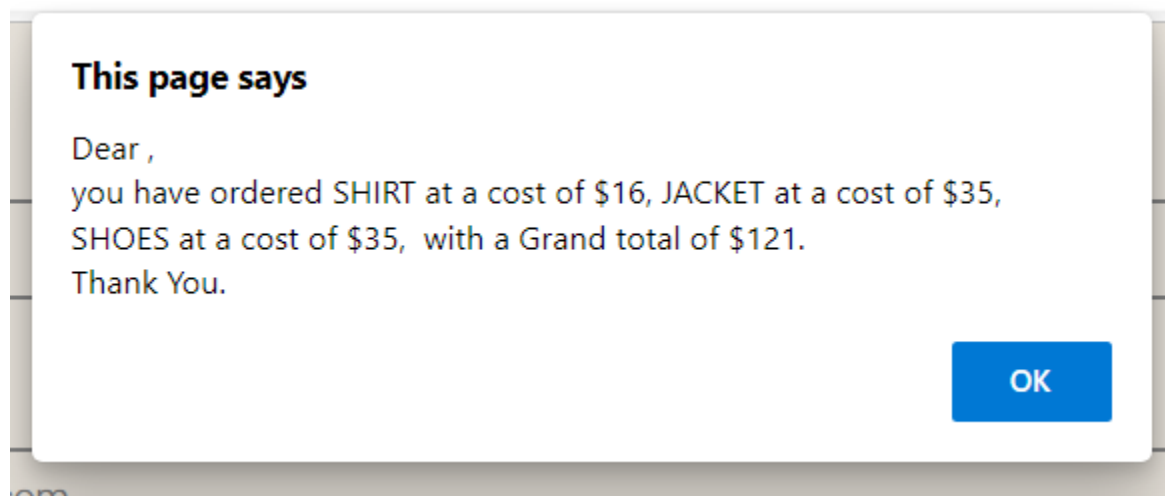 This page says
Dear ,
you have ordered SHIRT at a cost of $16, JACKET at a cost of $35,
SHOES at a cost of $35,  with a Grand total of $121.
Thank You.
OK